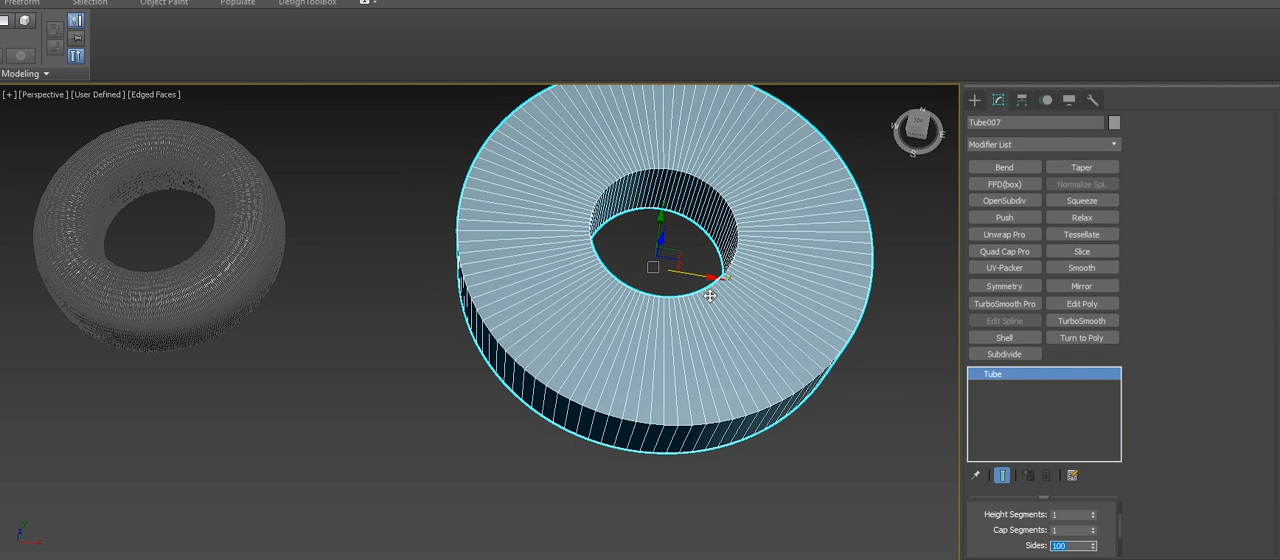 Freeform Selection Object Paint Populate DesignToolBox
Modeling
[+] [Perspective ] [User Defined ] [Edged Faces ]
N
W TOP E
S
Tube007
Modifier List
Bend Taper
FFD(box) Normalize Spl.
OpenSubdiv Squeeze
Push Relax
Unwrap Pro Tessellate
Quad Cap Pro Slice
UV-Packer Smooth
Symmetry Mirror
TurboSmooth Pro Edit Poly
Edit Spline TurboSmooth
Shell Turn to Poly
Subdivide
Tube
Height Segments: 1
Cap Segments: 1
Sides: 100